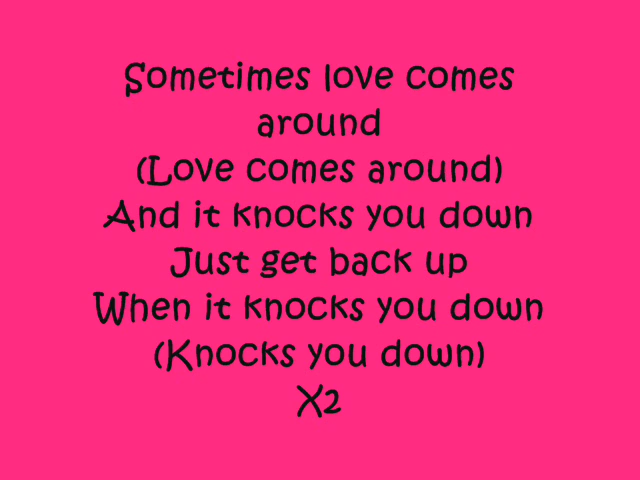 Sometimes love comes
around
(Love comes around)
And it knocks you down
Just get back up
When it knocks you down
(Knocks you down)
X2